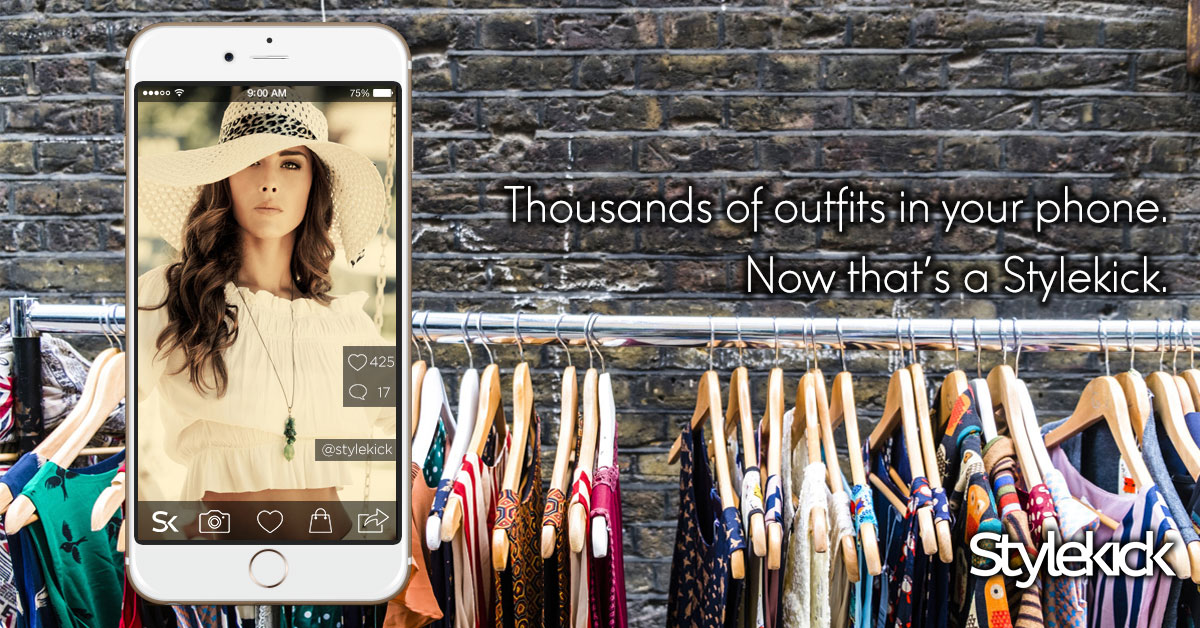 9:00 AM
75%
Thousands of outfits in your phone.
Now that's a Stylekick.
425
17
@stylekick
SK
Stylekick